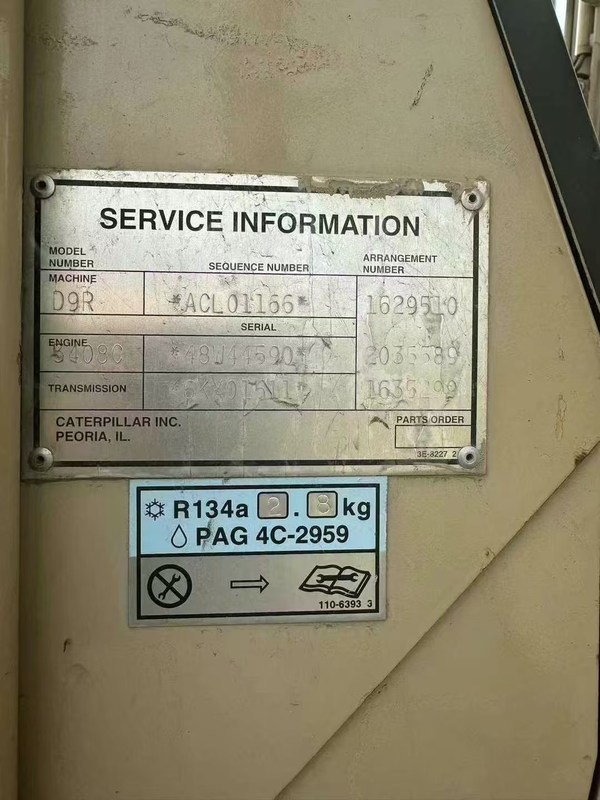 SERVICE INFORMATION
MODEL NUMBER
SEQUENCE NUMBER
ARRANGEMENT NUMBER
MACHINE
D9R
*ACL01166*
1629510
SERIAL
ENGINE
TRANSMISSION
CATERPILLAR INC.
PEORIA, IL.
PARTS ORDER
3E-8227 2
R134a 2.8 kg
PAG 4C-2959
110-6393 3